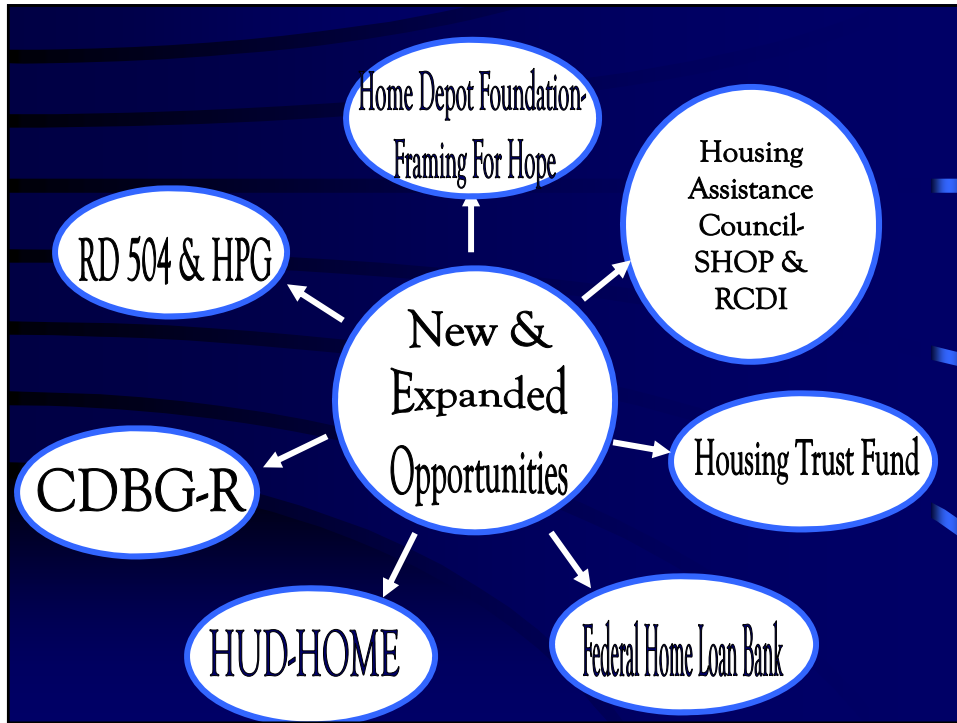 Home Depot Foundation-
Framing For Hope
Housing
Assistance
Council-
SHOP &
RCDI
RD 504 & HPG
New &
Expanded
Opportunities
Housing Trust Fund
CDBG-R
HUD-HOME
Federal Home Loan Bank